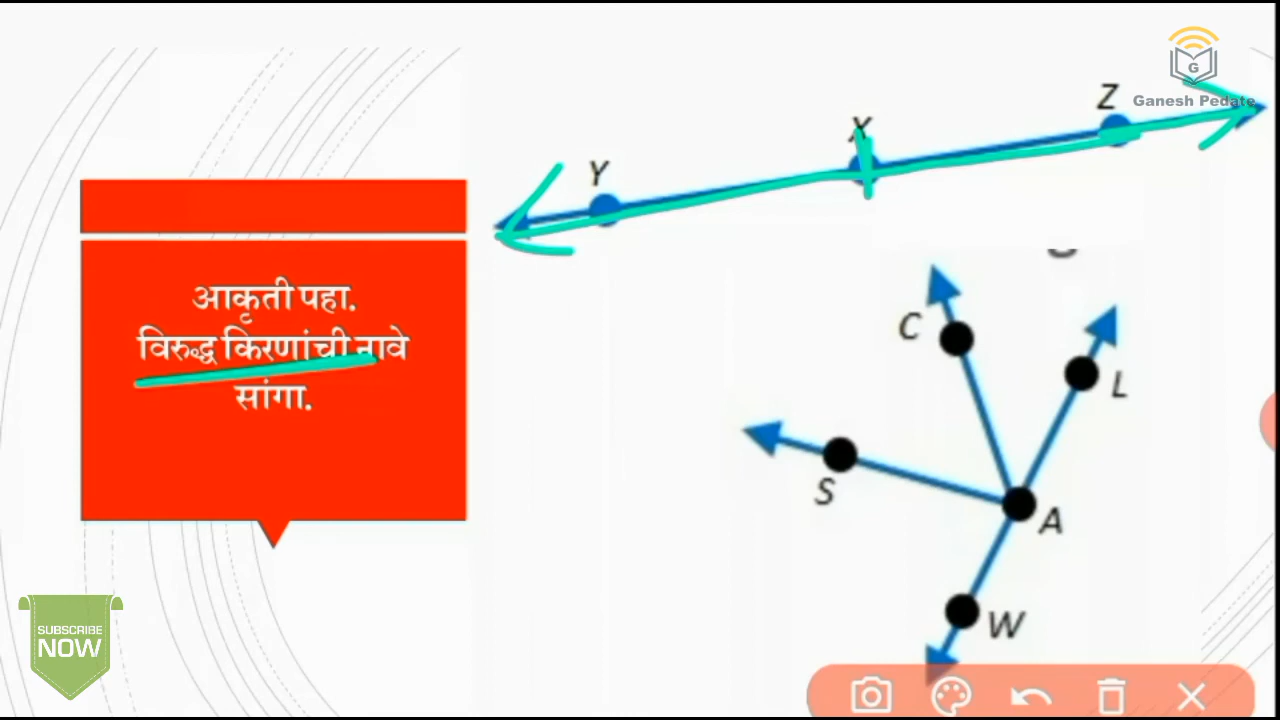 G
Ganesh Pedate
Z
X
Y
आकृती पहा.
विरुद्ध किरणांची नावे
सांगा.
C
L
S
A
W
SUBSCRIBE
NOW